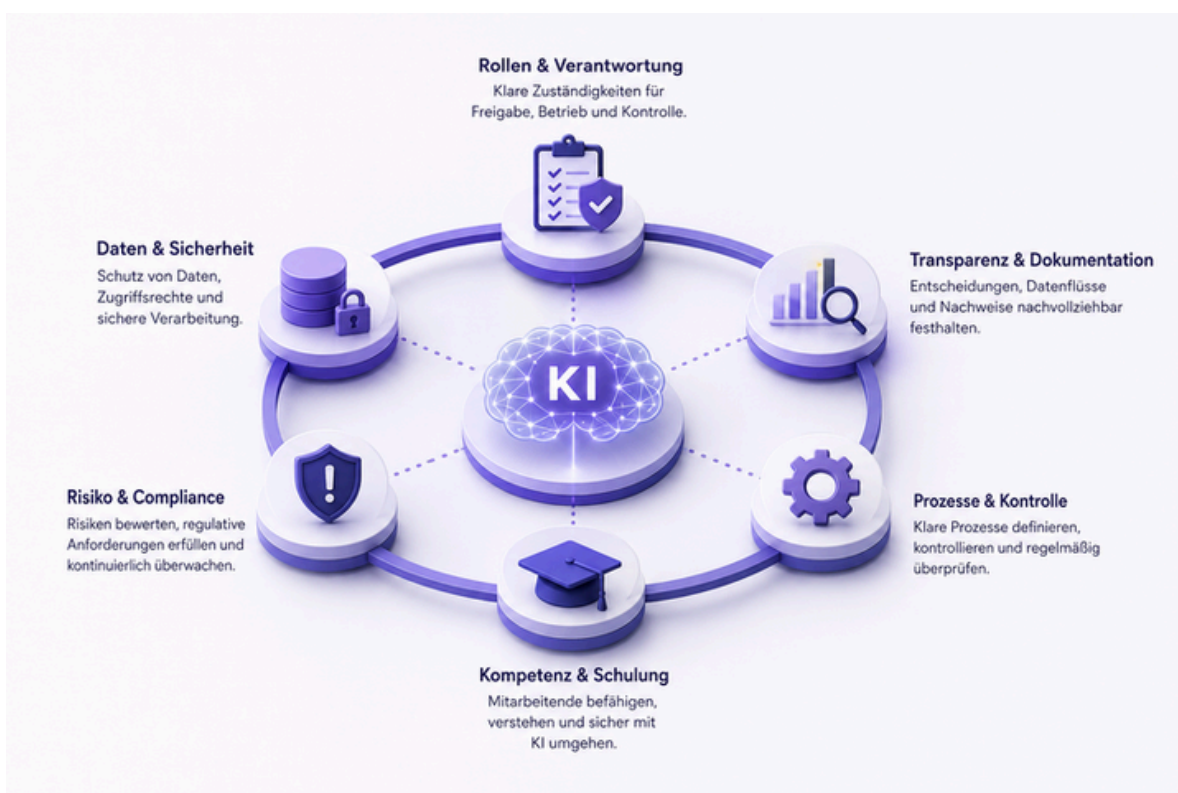 Rollen & Verantwortung
Klare Zuständigkeiten für
Freigabe, Betrieb und Kontrolle.
Daten & Sicherheit
Schutz von Daten,
Zugriffsrechte und
sichere Verarbeitung.
Transparenz & Dokumentation
Entscheidungen, Datenflüsse
und Nachweise nachvollziehbar
festhalten.
KI
Risiko & Compliance
Risiken bewerten, regulative
Anforderungen erfüllen und
kontinuierlich überwachen.
Prozesse & Kontrolle
Klare Prozesse definieren,
kontrollieren und regelmäßig
überprüfen.
Kompetenz & Schulung
Mitarbeitende befähigen,
verstehen und sicher mit
KI umgehen.